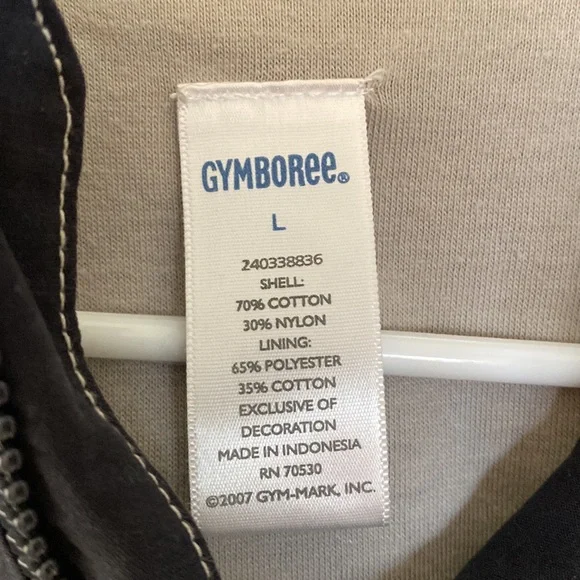 GYMBOREE®
L
240338836
SHELL:
70% COTTON
30% NYLON
LINING:
65% POLYESTER
35% COTTON
EXCLUSIVE OF
DECORATION
MADE IN INDONESIA
RN 70530
©2007 GYM-MARK, INC.